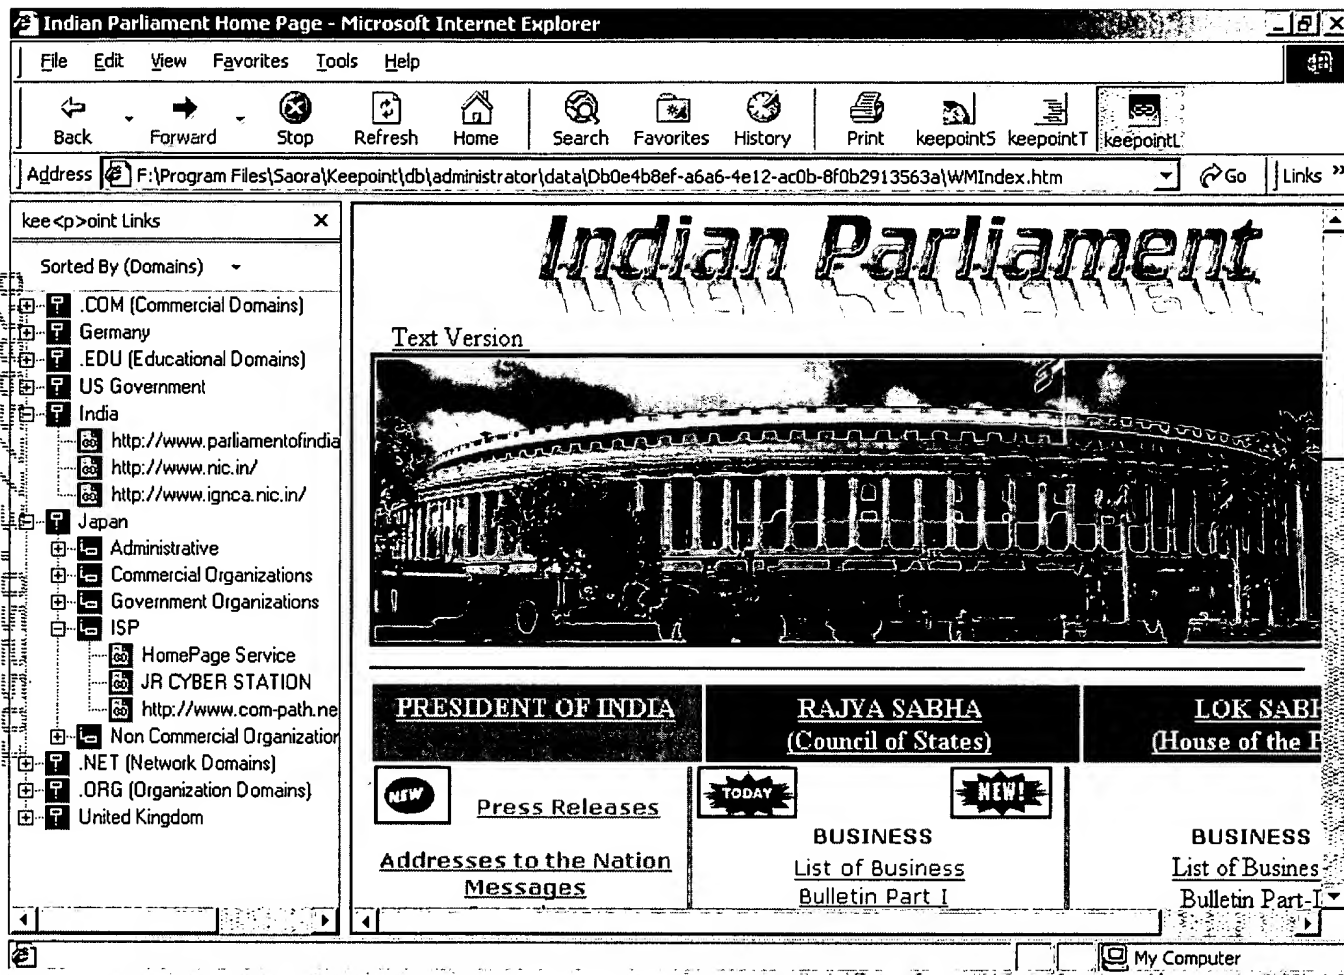 Indian Parliament Home Page - Microsoft Internet Explorer
File Edit View Favorites Tools Help
Back Forward Stop Refresh Home Search Favorites History Print keepointS keepointT keepointL
Address F:\Program Files\Saora\Keepoint\db\administrator\data\Db0e4b8ef-a6a6-4e12-ac0b-8f0b2913563a\WMIndex.htm Go Links »
kee<p>oint Links
Sorted By (Domains)
.COM (Commercial Domains)
Germany
.EDU (Educational Domains)
US Government
India
http://www.parliamentofindia
http://www.nic.in/
http://www.ignca.nic.in/
Japan
Administrative
Commercial Organizations
Government Organizations
ISP
HomePage Service
JR CYBER STATION
http://www.com-path.ne
Non Commercial Organization
.NET (Network Domains)
.ORG (Organization Domains)
United Kingdom
Indian Parliament
Text Version
PRESIDENT OF INDIA
NEW
Press Releases
Addresses to the Nation
Messages
RAJYA SABHA
(Council of States)
TODAY NEW!
BUSINESS
List of Business
Bulletin Part I
LOK SABH
(House of the P
BUSINESS
List of Busines
Bulletin Part-I
My Computer